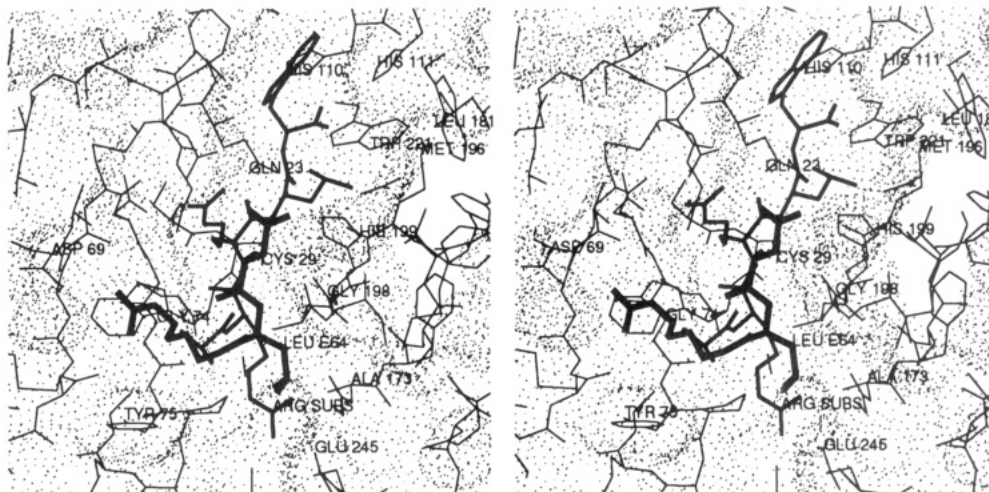 HIS 110
HIS 111
LEU 181
TRP 221
MET 196
GLN 23
ASP 69
HIS 199
CYS 29
GLY 198
LEU E64
ALA 173
TYR 75
ARG SUBS
GLU 245
HIS 110
HIS 111
LEU 18
TRP 221
MET 196
GLN 23
ASP 69
HIS 199
CYS 29
GLY 198
LEU E64
ALA 173
TYR 75
ARG SUBS
GLU 245